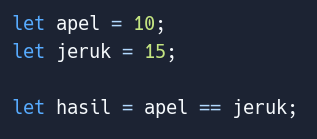 let apel = 10;
let jeruk = 15;
let hasil = apel == jeruk;